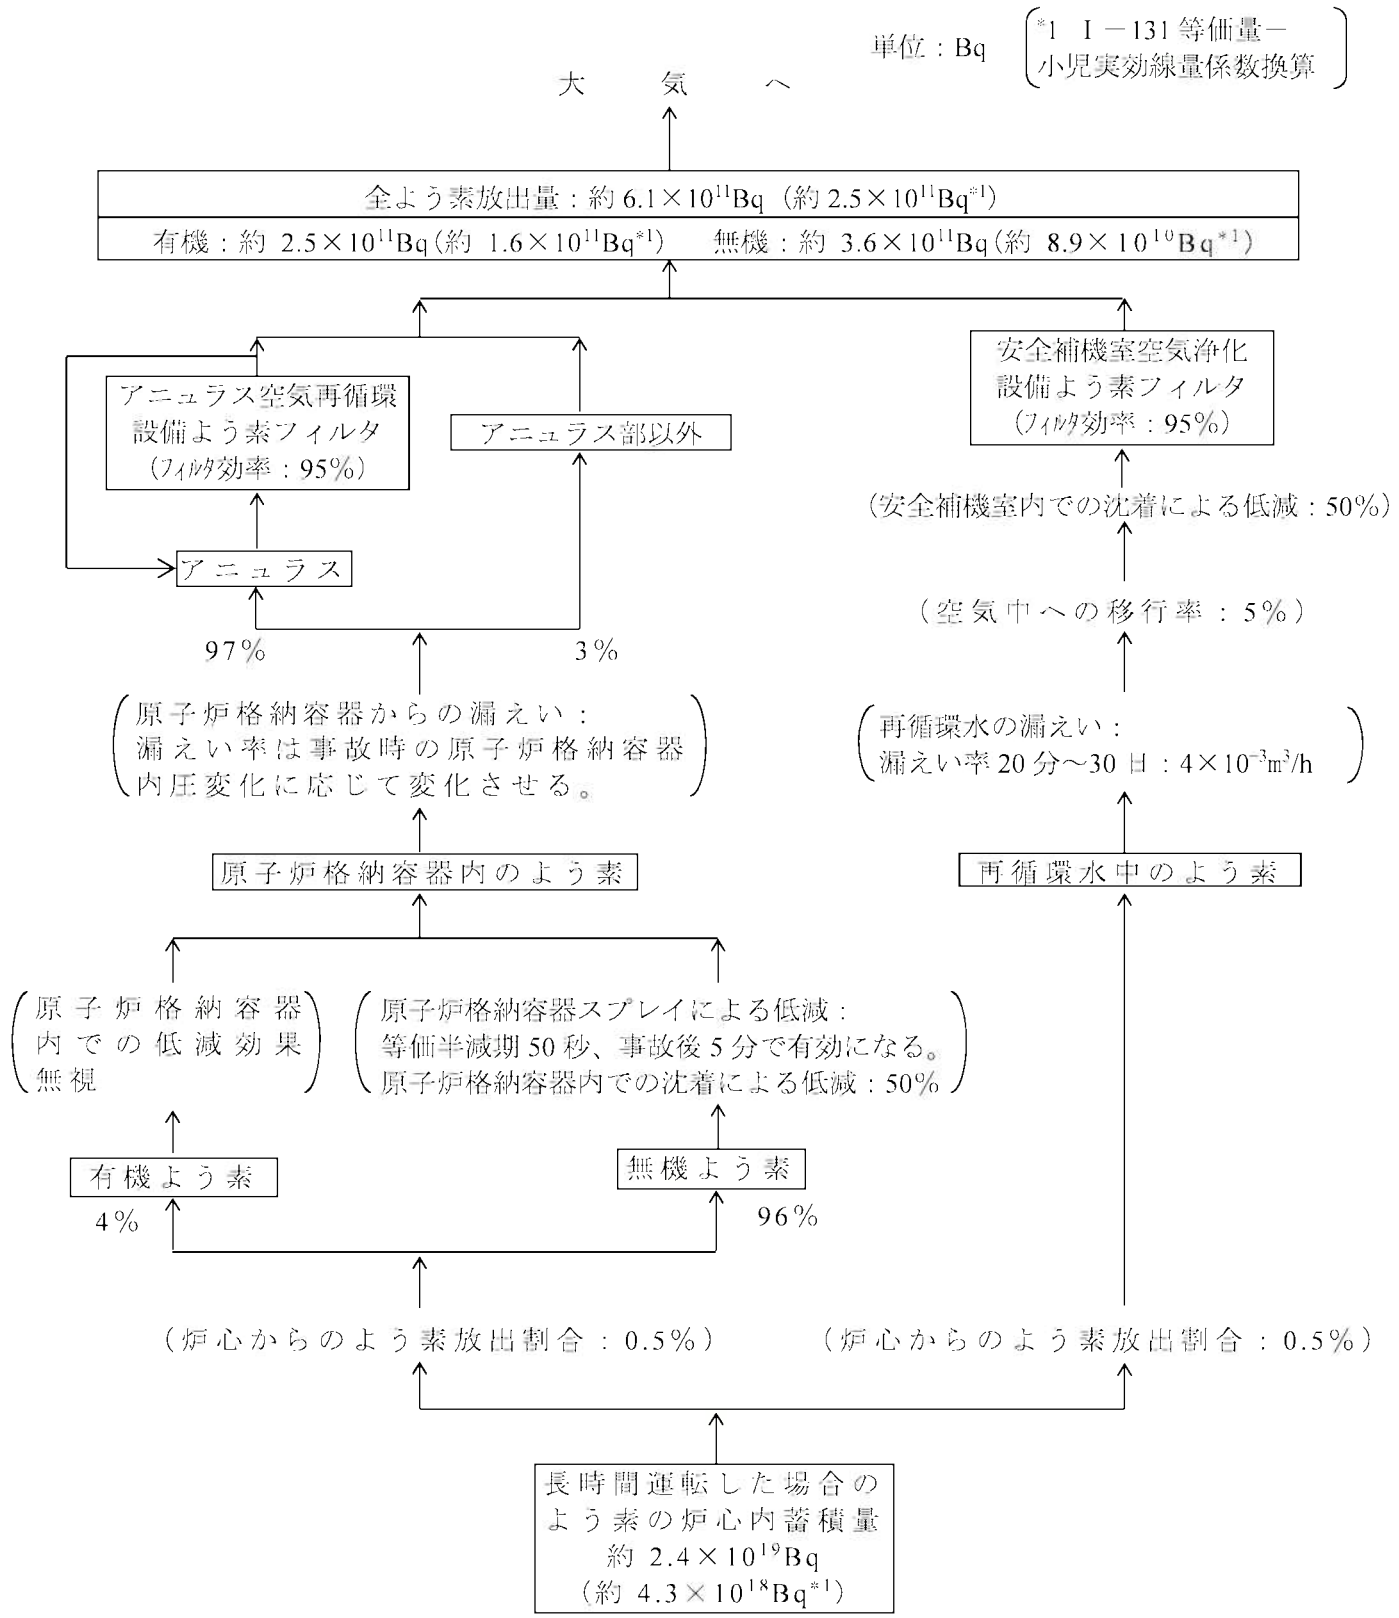 単位：Bq
*1 Ｉ－131等価量－
小児実効線量係数換算
大気へ
全よう素放出量：約6.1×10¹¹Bq (約2.5×10¹¹Bq*¹)
有機：約 2.5×10¹¹Bq(約 1.6×10¹¹Bq*¹) 無機：約 3.6×10¹¹Bq(約 8.9×10¹⁰Bq*¹)
アニュラス空気再循環
設備よう素フィルタ
(フィルタ効率：95%)
アニュラス部以外
安全補機室空気浄化
設備よう素フィルタ
(フィルタ効率：95%)
(安全補機室内での沈着による低減：50%)
アニュラス
(空気中への移行率：5%)
97%
3%
原子炉格納容器からの漏えい：
漏えい率は事故時の原子炉格納容器
内圧変化に応じて変化させる。
再循環水の漏えい：
漏えい率20分～30日：4×10⁻³m³/h
原子炉格納容器内のよう素
再循環水中のよう素
原子炉格納容器
内での低減効果
無視
原子炉格納容器スプレイによる低減：
等価半減期50秒、事故後5分で有効になる。
原子炉格納容器内での沈着による低減：50%
有機よう素
4%
無機よう素
96%
(炉心からのよう素放出割合：0.5%)
(炉心からのよう素放出割合：0.5%)
長時間運転した場合の
よう素の炉心内蓄積量
約 2.4×10¹⁹Bq
(約 4.3×10¹⁸Bq*¹)